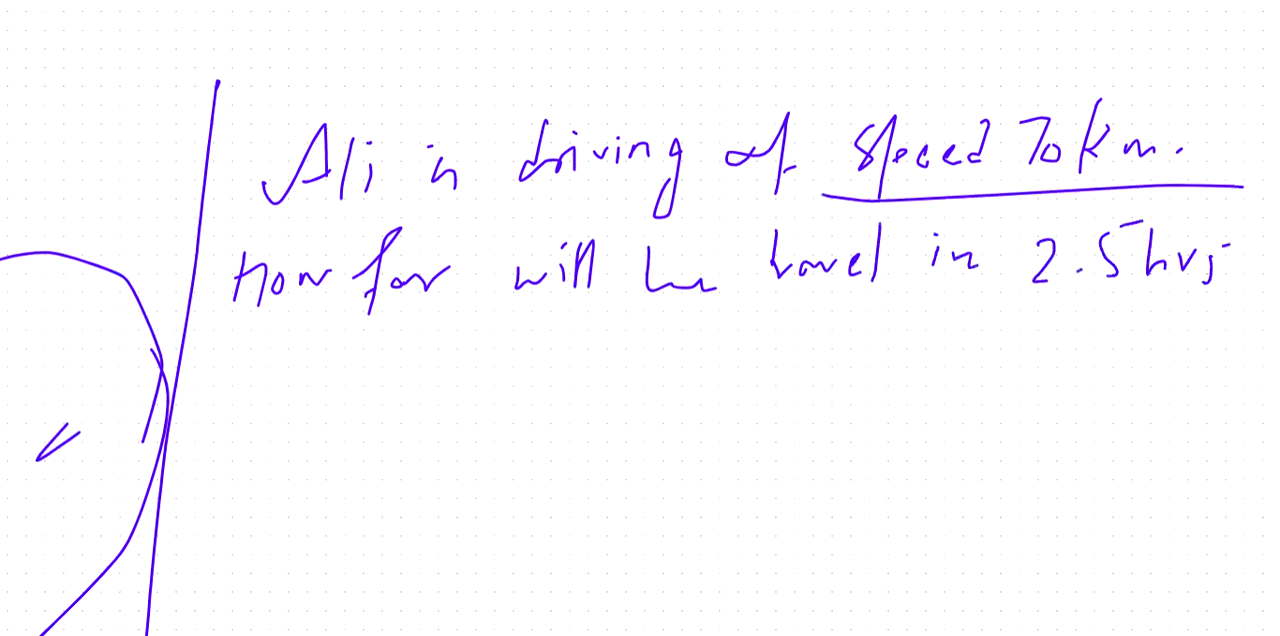 Ali is driving at speed 70km.
How far will he travel in 2.5hrs